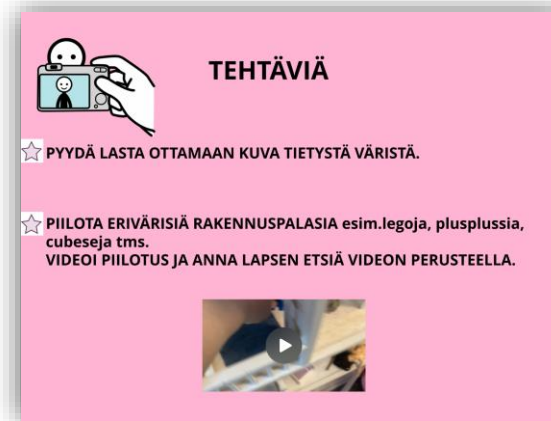 TEHTÄVIÄ
PYYDÄ LASTA OTTAMAAN KUVA TIETYSTÄ VÄRISTÄ.
PIILOTA ERIVÄRISIÄ RAKENNUSPALASIA esim.legoja, plusplussia,
cubeseja tms.
VIDEOI PIILOTUS JA ANNA LAPSEN ETSIÄ VIDEON PERUSTEELLA.